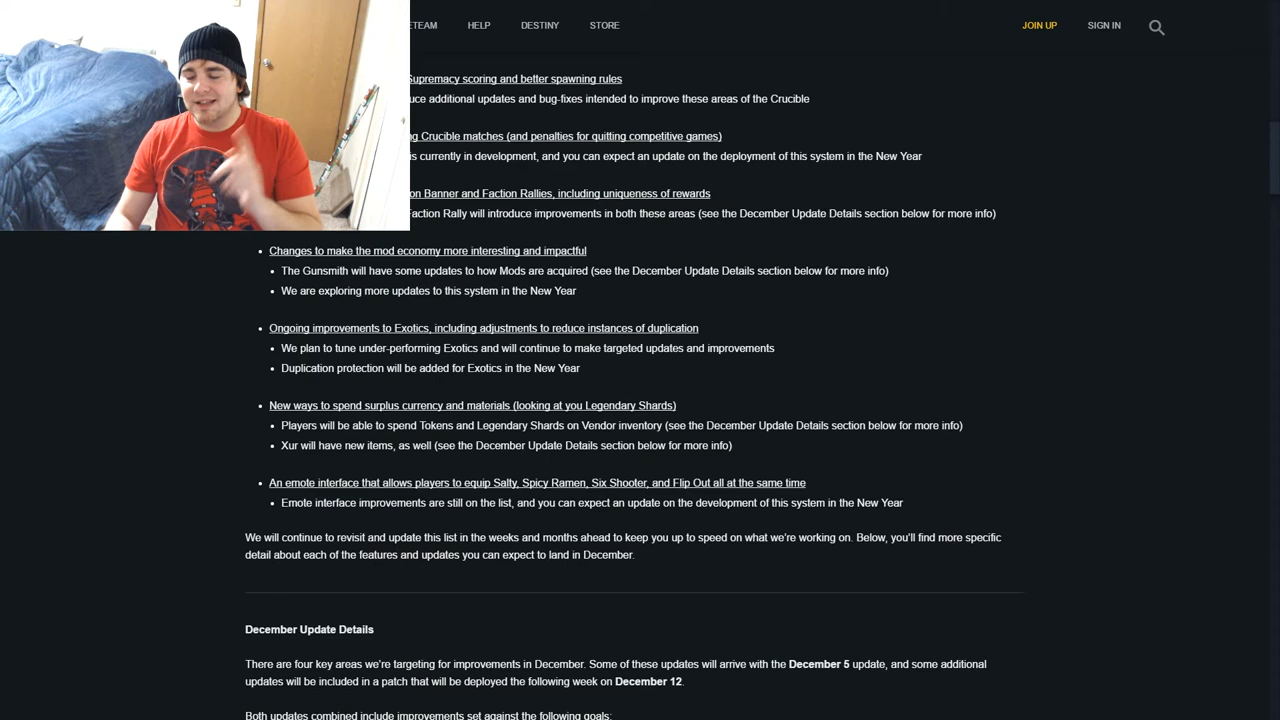 ETEAM HELP DESTINY STORE JOIN UP SIGN IN
Supremacy scoring and better spawning rules
uce additional updates and bug-fixes intended to improve these areas of the Crucible
ng Crucible matches (and penalties for quitting competitive games)
is currently in development, and you can expect an update on the deployment of this system in the New Year
on Banner and Faction Rallies, including uniqueness of rewards
Faction Rally will introduce improvements in both these areas (see the December Update Details section below for more info)
• Changes to make the mod economy more interesting and impactful
• The Gunsmith will have some updates to how Mods are acquired (see the December Update Details section below for more info)
• We are exploring more updates to this system in the New Year
• Ongoing improvements to Exotics, including adjustments to reduce instances of duplication
• We plan to tune under-performing Exotics and will continue to make targeted updates and improvements
• Duplication protection will be added for Exotics in the New Year
• New ways to spend surplus currency and materials (looking at you Legendary Shards)
• Players will be able to spend Tokens and Legendary Shards on Vendor inventory (see the December Update Details section below for more info)
• Xur will have new items, as well (see the December Update Details section below for more info)
• An emote interface that allows players to equip Salty, Spicy Ramen, Six Shooter, and Flip Out all at the same time
• Emote interface improvements are still on the list, and you can expect an update on the development of this system in the New Year
We will continue to revisit and update this list in the weeks and months ahead to keep you up to speed on what we're working on. Below, you'll find more specific
detail about each of the features and updates you can expect to land in December.
December Update Details
There are four key areas we're targeting for improvements in December. Some of these updates will arrive with the December 5 update, and some additional
updates will be included in a patch that will be deployed the following week on December 12.
Both updates combined include improvements set against the following goals: